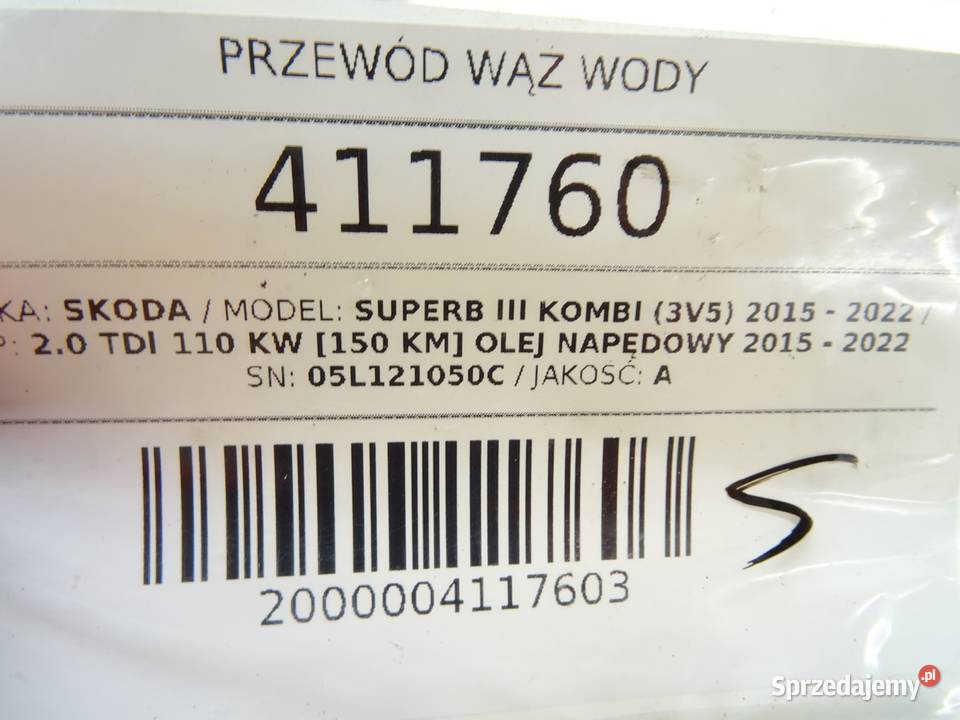 PRZEWÓD WĄŻ WODY
411760
KA: SKODA / MODEL: SUPERB III KOMBI (3V5) 2015 - 2022 /
P: 2.0 TDI 110 KW [150 KM] OLEJ NAPĘDOWY 2015 - 2022
SN: 05L121050C / JAKOŚĆ: A
2000004117603
S
Sprzedajemy.pl